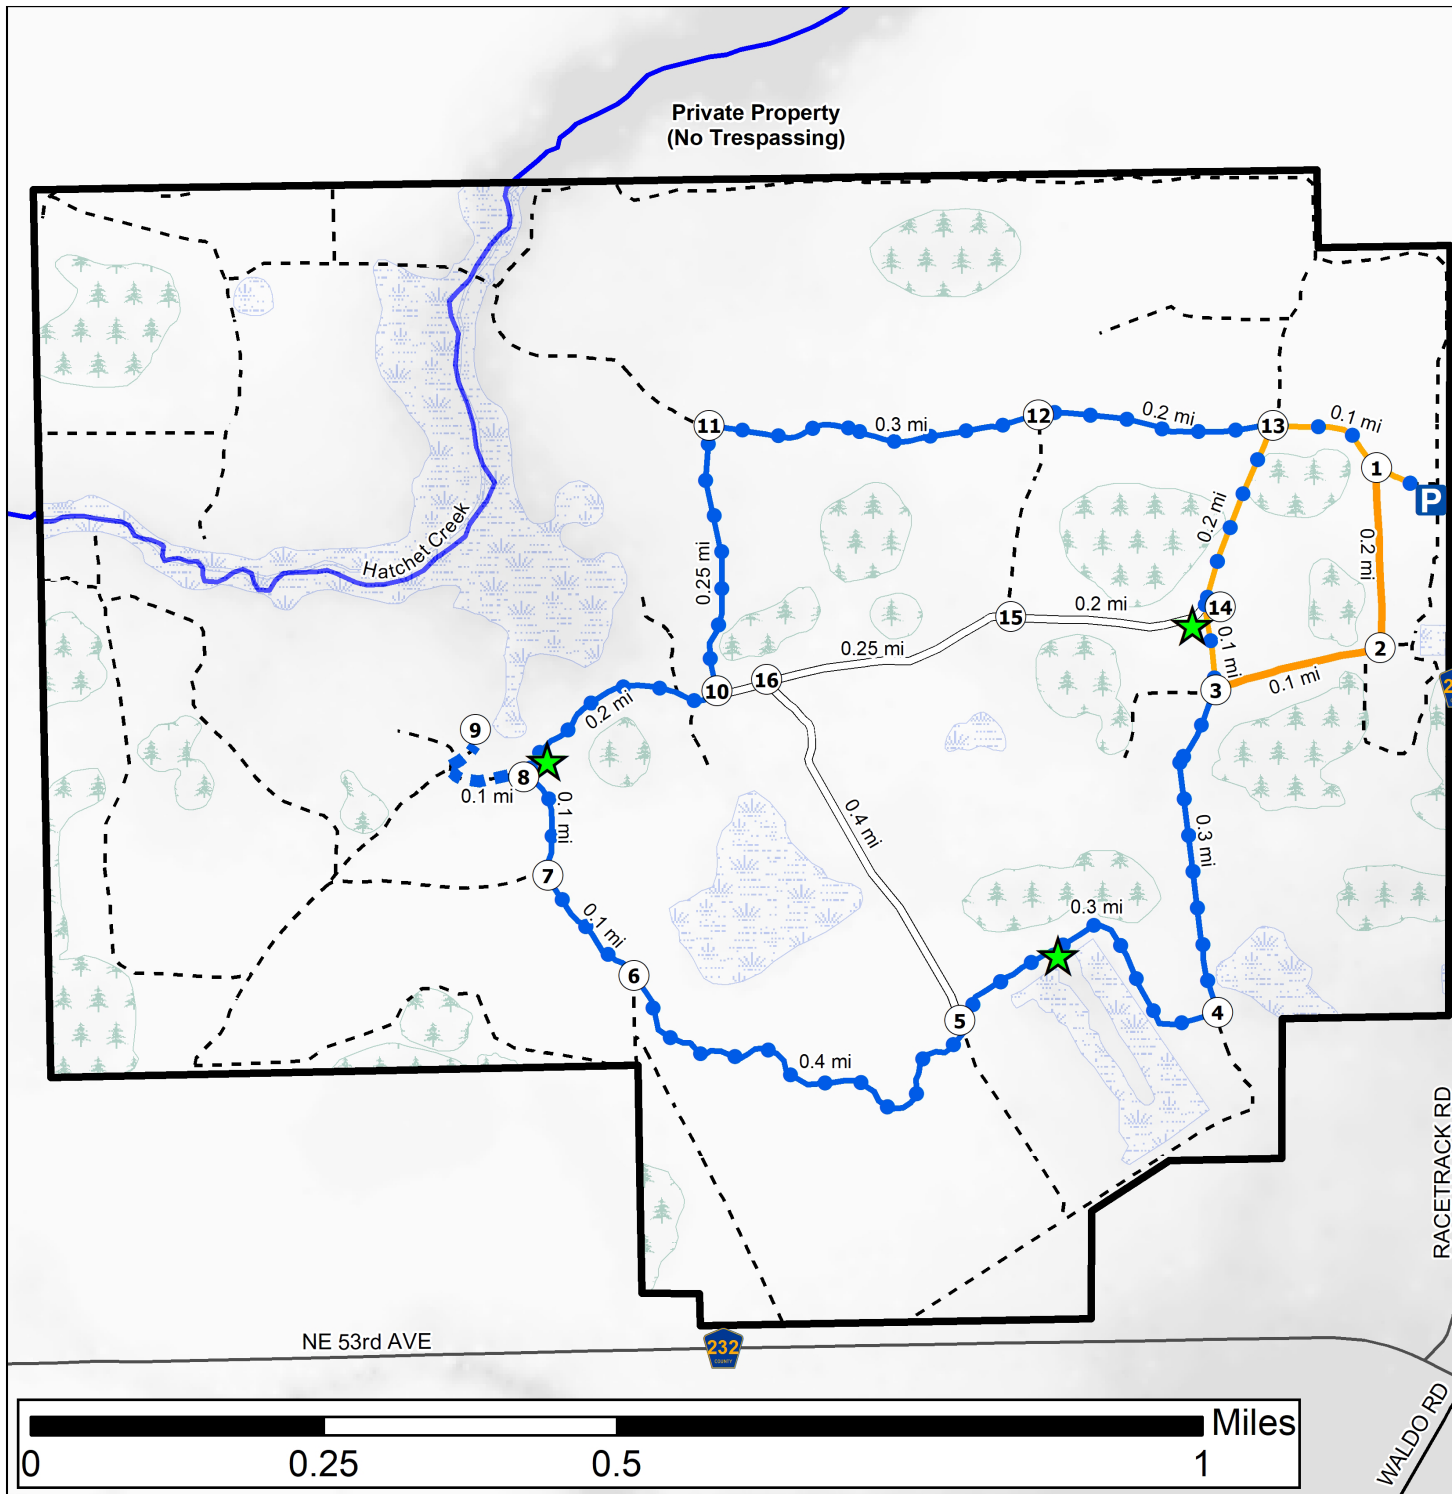 Private Property
(No Trespassing)
11
0.3 mi
12
0.2 mi
13
0.1 mi
1
P
0.2 mi
0.2 mi
Hatchet Creek
0.25 mi
15
0.2 mi
14
0.1 mi
2
0.25 mi
16
10
3
0.1 mi
0.2 mi
9
8
0.1 mi
0.1 mi
0.4 mi
0.3 mi
7
0.1 mi
0.3 mi
6
5
4
0.4 mi
RACETRACK RD
NE 53rd AVE
232
COUNTY
WALDO RD
Miles
0
0.25
0.5
1